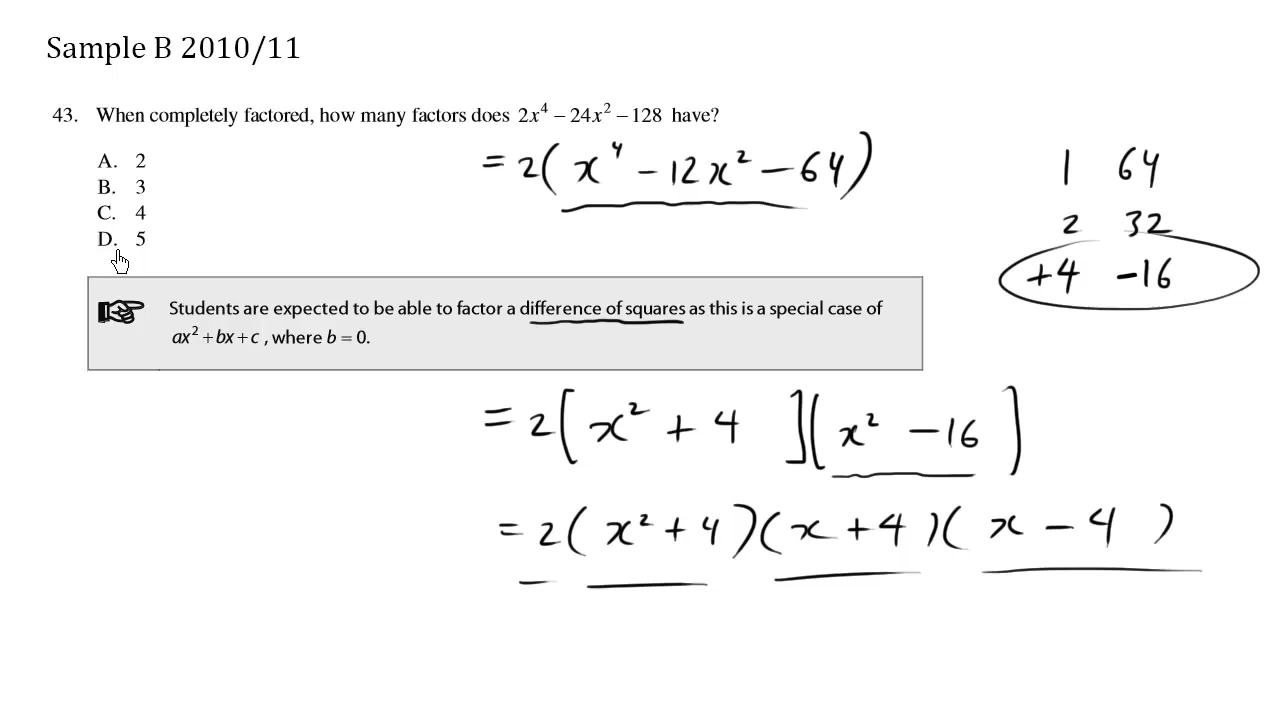 Sample B 2010/11
43. When completely factored, how many factors does 2x⁴ – 24x² – 128 have?
A. 2
B. 3
C. 4
D. 5
= 2(x⁴ – 12x² – 64)
1 64
2 32
+4 –16
Students are expected to be able to factor a difference of squares as this is a special case of
ax² + bx + c, where b = 0.
= 2[x² + 4](x² – 16)
= 2(x² + 4)(x + 4)(x – 4)